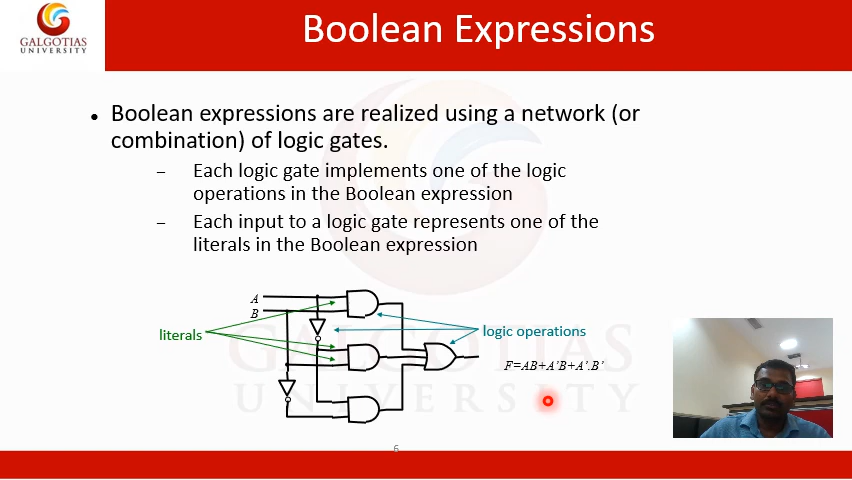 Boolean Expressions
GALGOTIAS
UNIVERSITY
• Boolean expressions are realized using a network (or
combination) of logic gates.
– Each logic gate implements one of the logic
operations in the Boolean expression
– Each input to a logic gate represents one of the
literals in the Boolean expression
A
B
literals
logic operations
F=AB+A’B+A’.B’
GALGOTIAS
UNIVERSITY
6